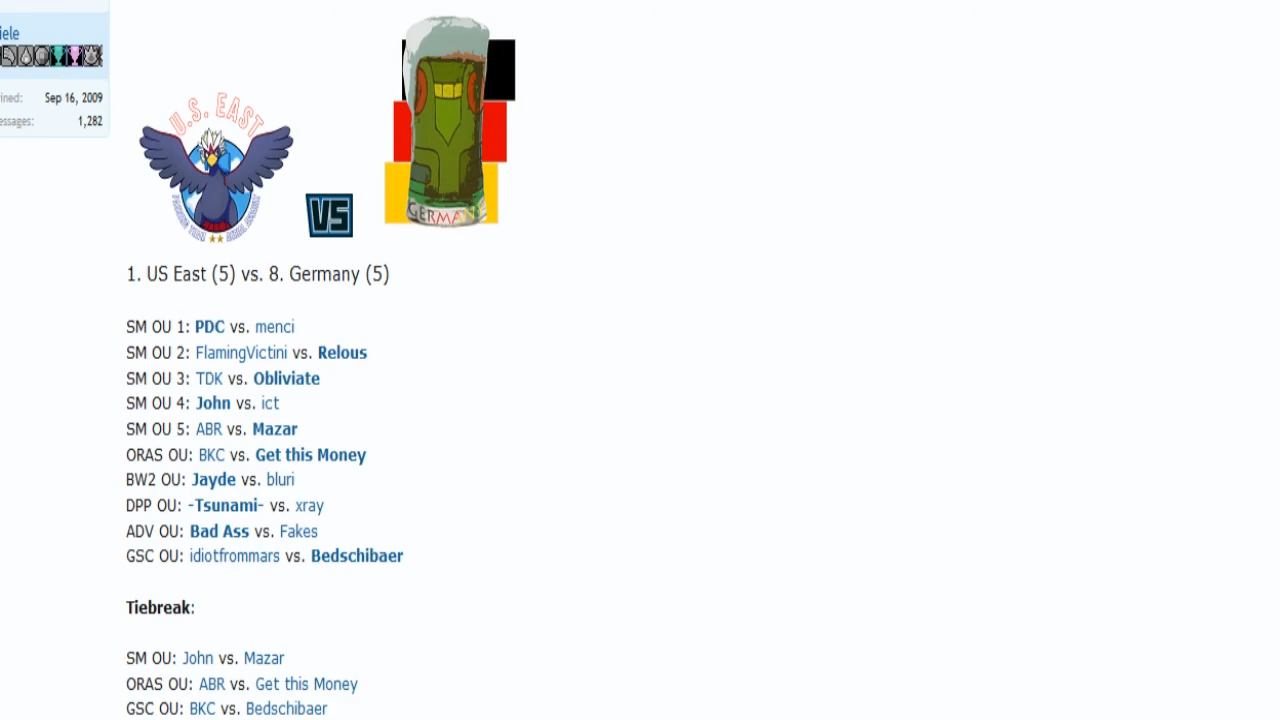 iele
ined: Sep 16, 2009
essages: 1,282
U.S. EAST
VS
GERMANY
1. US East (5) vs. 8. Germany (5)
SM OU 1: PDC vs. menci
SM OU 2: FlamingVictini vs. Relous
SM OU 3: TDK vs. Obliviate
SM OU 4: John vs. ict
SM OU 5: ABR vs. Mazar
ORAS OU: BKC vs. Get this Money
BW2 OU: Jayde vs. bluri
DPP OU: -Tsunami- vs. xray
ADV OU: Bad Ass vs. Fakes
GSC OU: idiotfrommars vs. Bedschibaer
Tiebreak:
SM OU: John vs. Mazar
ORAS OU: ABR vs. Get this Money
GSC OU: BKC vs. Bedschibaer